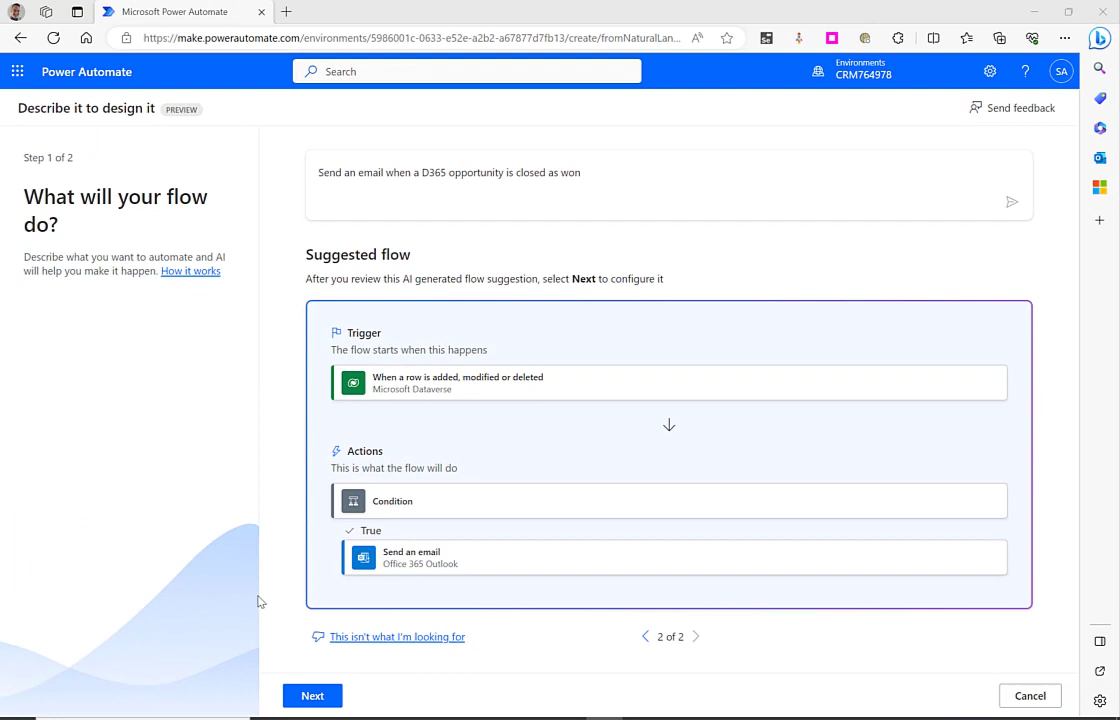 Microsoft Power Automate
https://make.powerautomate.com/environments/5986001c-0633-e52e-a2b2-a67877d7fb13/create/fromNaturalLan...
Power Automate
Search
Environments
CRM764978
SA
Describe it to design it PREVIEW
Send feedback
Step 1 of 2
What will your flow
do?
Describe what you want to automate and AI
will help you make it happen. How it works
Send an email when a D365 opportunity is closed as won
Suggested flow
After you review this AI generated flow suggestion, select Next to configure it
Trigger
The flow starts when this happens
When a row is added, modified or deleted
Microsoft Dataverse
Actions
This is what the flow will do
Condition
True
Send an email
Office 365 Outlook
This isn't what I'm looking for
2 of 2
Next
Cancel